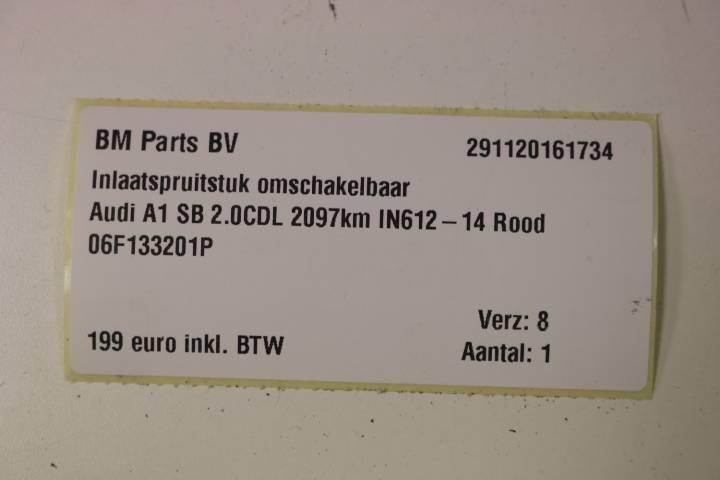 BM Parts BV 291120161734
Inlaatspruitstuk omschakelbaar
Audi A1 SB 2.0CDL 2097km IN612-14 Rood
06F133201P
Verz: 8
199 euro inkl. BTW Aantal: 1